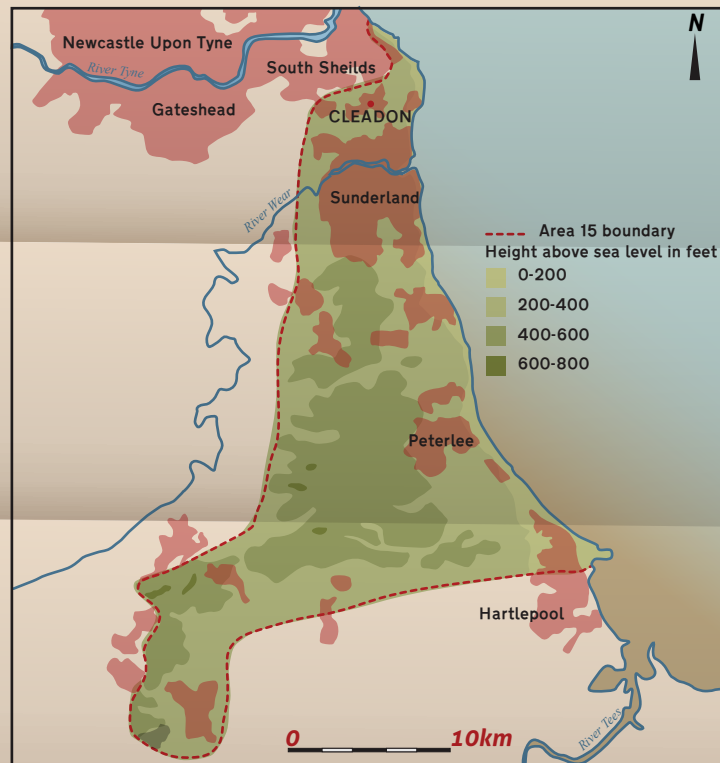 N
Newcastle Upon Tyne
River Tyne
South Sheilds
Gateshead
CLEADON
River Wear
Sunderland
Area 15 boundary
Height above sea level in feet
0-200
200-400
400-600
600-800
Peterlee
Hartlepool
River Tees
0 10km